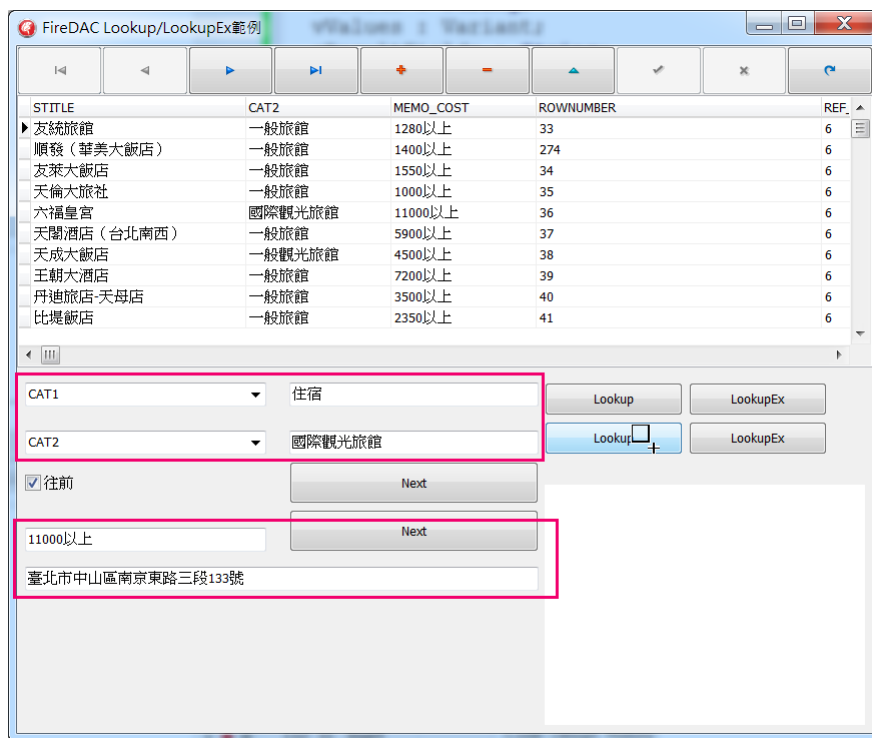 vValues : Variant;
FireDAC Lookup/LookupEx範例
STITLE CAT2 MEMO_COST ROWNUMBER REF_
友統旅館 一般旅館 1280以上 33 6
順發（華美大飯店） 一般旅館 1400以上 274 6
友萊大飯店 一般旅館 1550以上 34 6
天倫大旅社 一般旅館 1000以上 35 6
六福皇宮 國際觀光旅館 11000以上 36 6
天閣酒店（台北南西） 一般旅館 5900以上 37 6
天成大飯店 一般觀光旅館 4500以上 38 6
王朝大酒店 一般旅館 7200以上 39 6
丹迪旅店-天母店 一般旅館 3500以上 40 6
比堤飯店 一般旅館 2350以上 41 6
CAT1 住宿 Lookup LookupEx
CAT2 國際觀光旅館 Lookup LookupEx
往前 Next
11000以上 Next
臺北市中山區南京東路三段133號